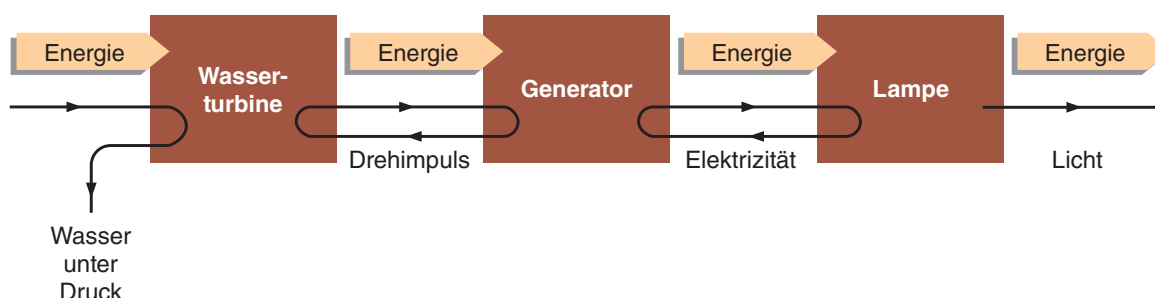 Energie
Energie
Energie
Energie
Wasser-
turbine
Generator
Lampe
Drehimpuls
Elektrizität
Licht
Wasser
unter
Druck